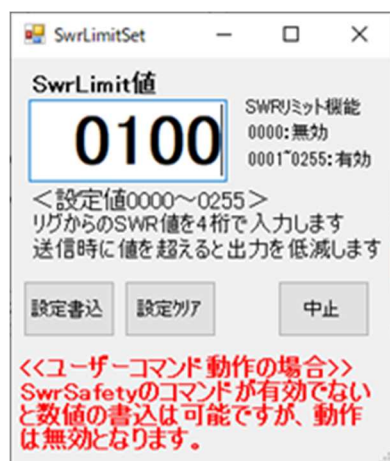 SwrLimitSet
SwrLimit値
0100
SWRリミット機能
0000:無効
0001~0255:有効
＜設定値0000～0255＞
リグからのSWR値を4桁で入力します
送信時に値を超えると出力を低減します
設定書込 設定クリア 中止
<<ユーザーコマンド動作の場合>>
SwrSafetyのコマンドが有効でない
と数値の書込は可能ですが、動作
は無効となります。